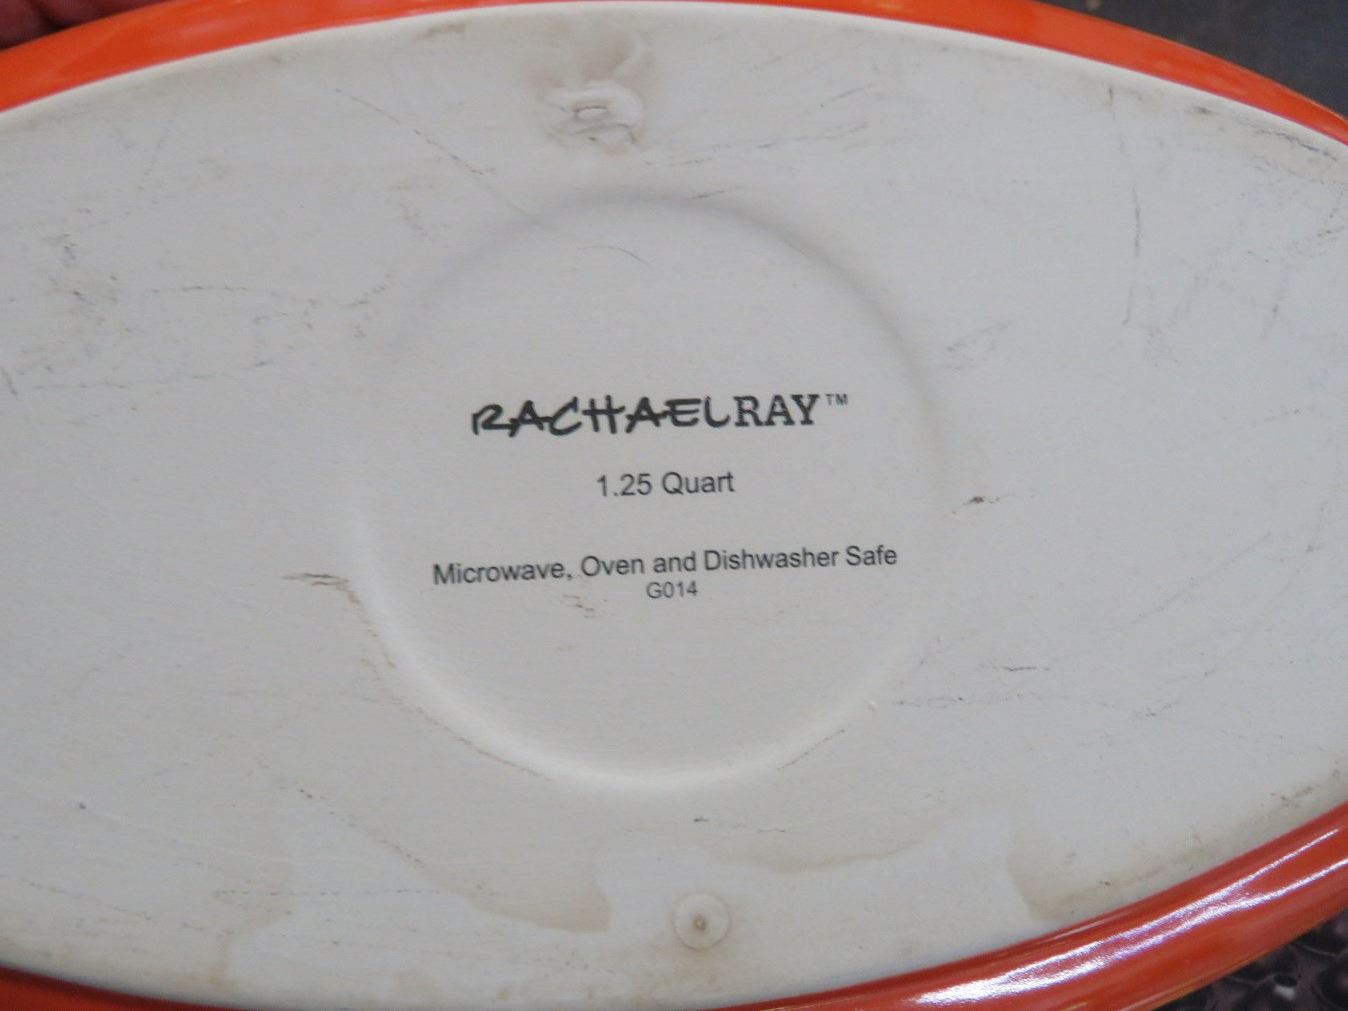 RACHAELRAY™
1.25 Quart
Microwave, Oven and Dishwasher Safe
G014